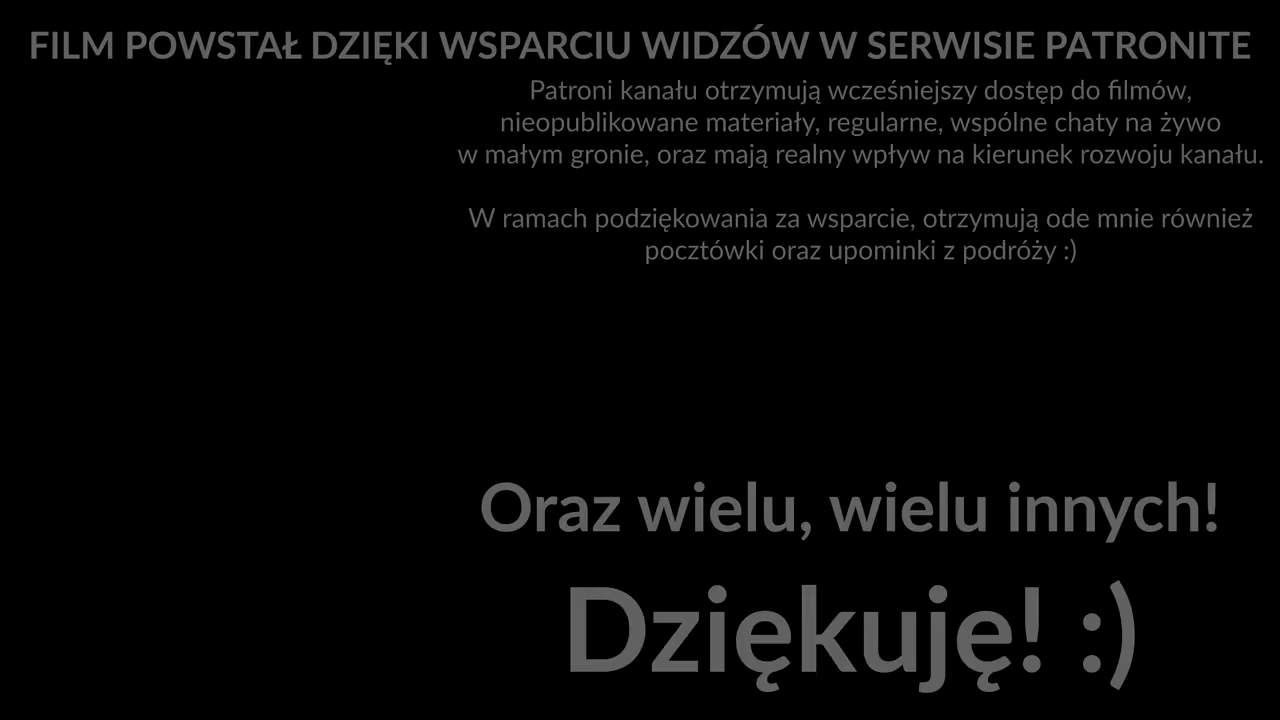 FILM POWSTAŁ DZIĘKI WSPARCIU WIDZÓW W SERWISIE PATRONITE
Patroni kanału otrzymują wcześniejszy dostęp do filmów,
nieopublikowane materiały, regularne, wspólne chaty na żywo
w małym gronie, oraz mają realny wpływ na kierunek rozwoju kanału.
W ramach podziękowania za wsparcie, otrzymują ode mnie również
pocztówki oraz upominki z podróży :)
Oraz wielu, wielu innych!
Dziękuję! :)